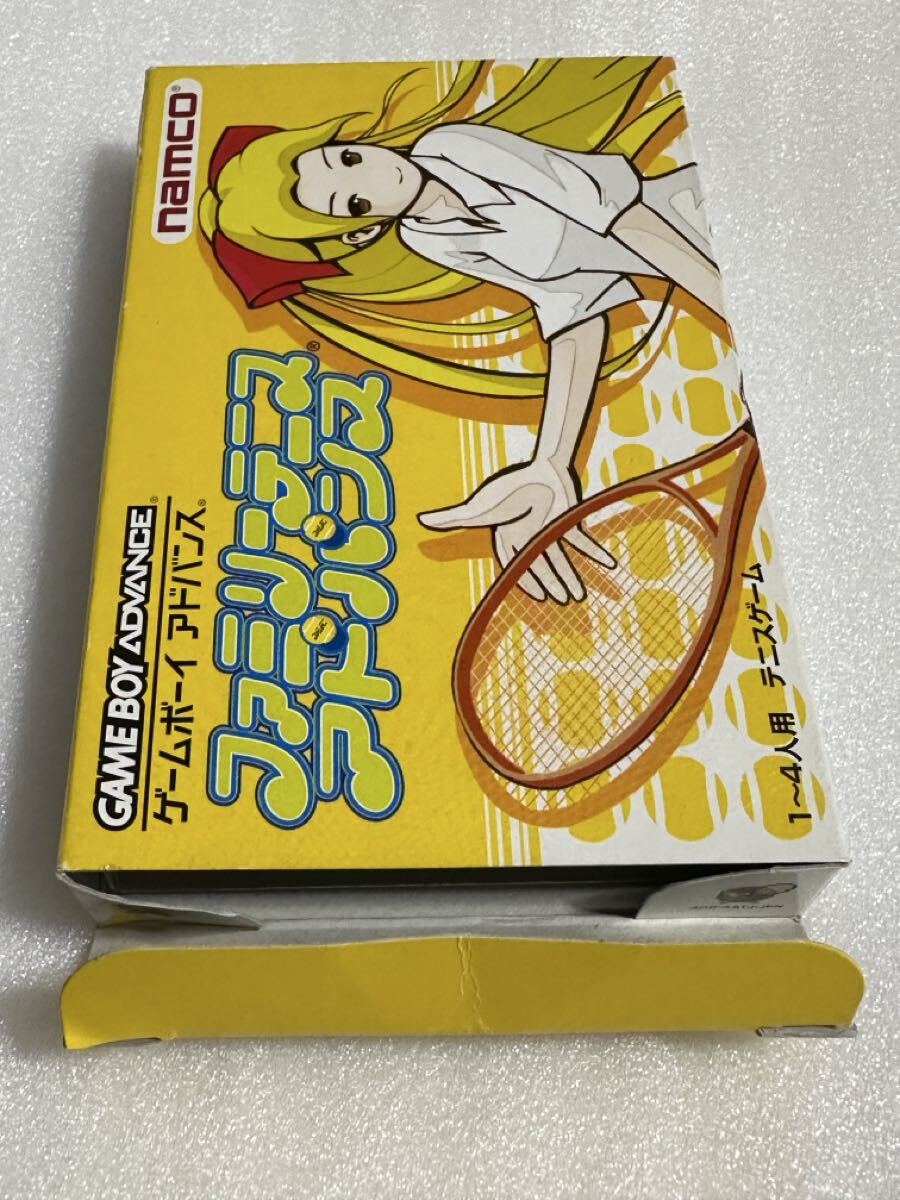 GAME BOY ADVANCE®
ゲームボーイ アドバンス®
namco®
ファミリーテニス®
アドバンス
1～4人用 テニスゲーム